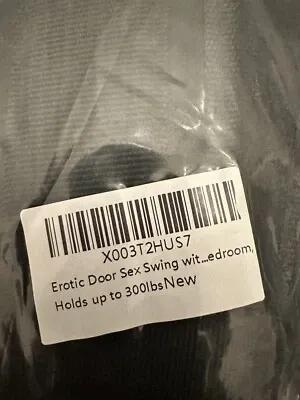 X003T2HUS7
Erotic Door Sex Swing wit...edroom,
Holds up to 300lbsNew